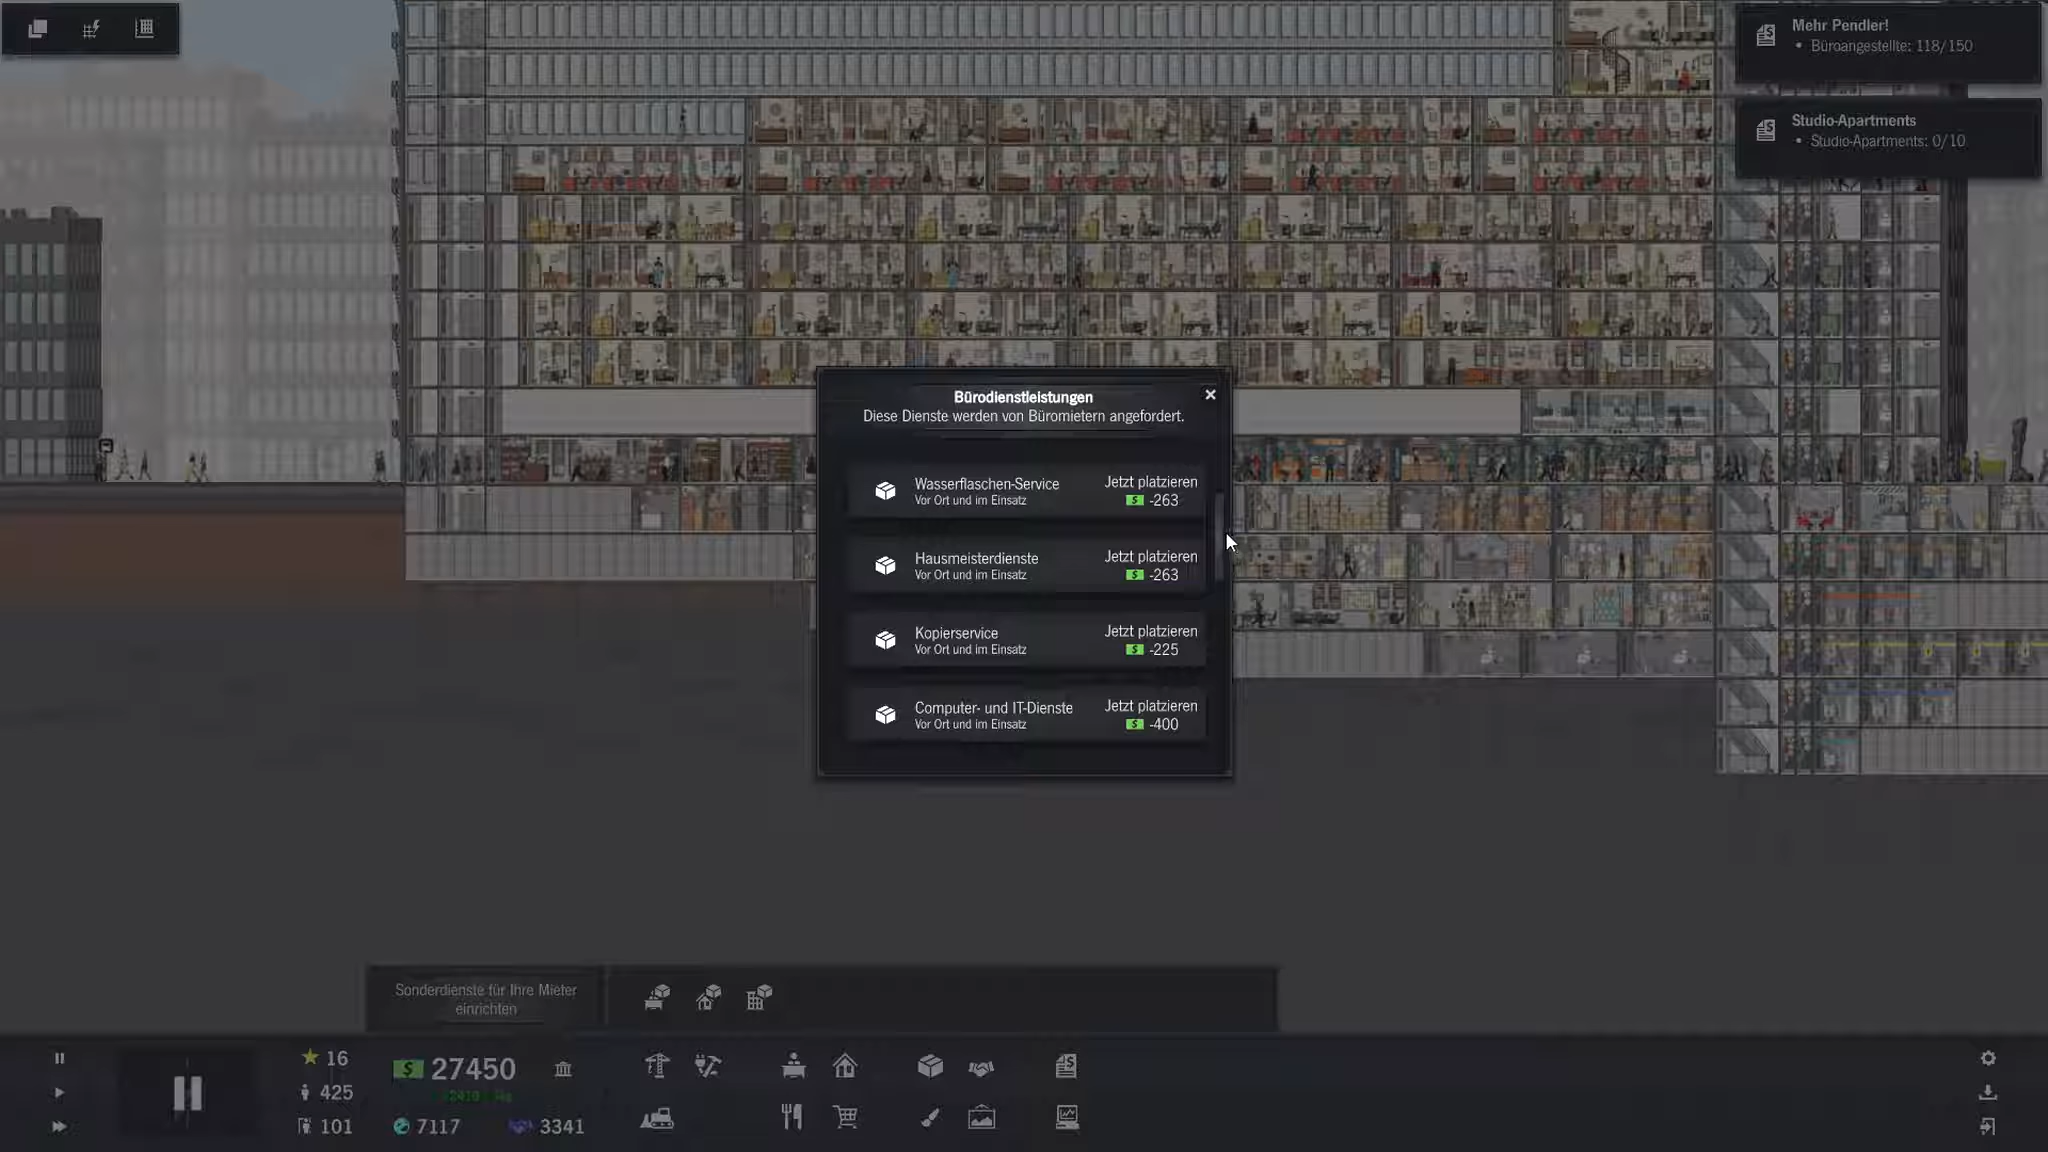 Mehr Pendler!
• Büroangestellte: 118/150
Studio-Apartments
• Studio-Apartments: 0/10
Bürodienstleistungen
Diese Dienste werden von Büromietern angefordert.
Wasserflaschen-Service
Vor Ort und im Einsatz
Jetzt platzieren
-263
Hausmeisterdienste
Vor Ort und im Einsatz
Jetzt platzieren
-263
Kopierservice
Vor Ort und im Einsatz
Jetzt platzieren
-225
Computer- und IT-Dienste
Vor Ort und im Einsatz
Jetzt platzieren
-400
Sonderdienste für Ihre Mieter
einrichten
16
27450
425
101
7117
3341